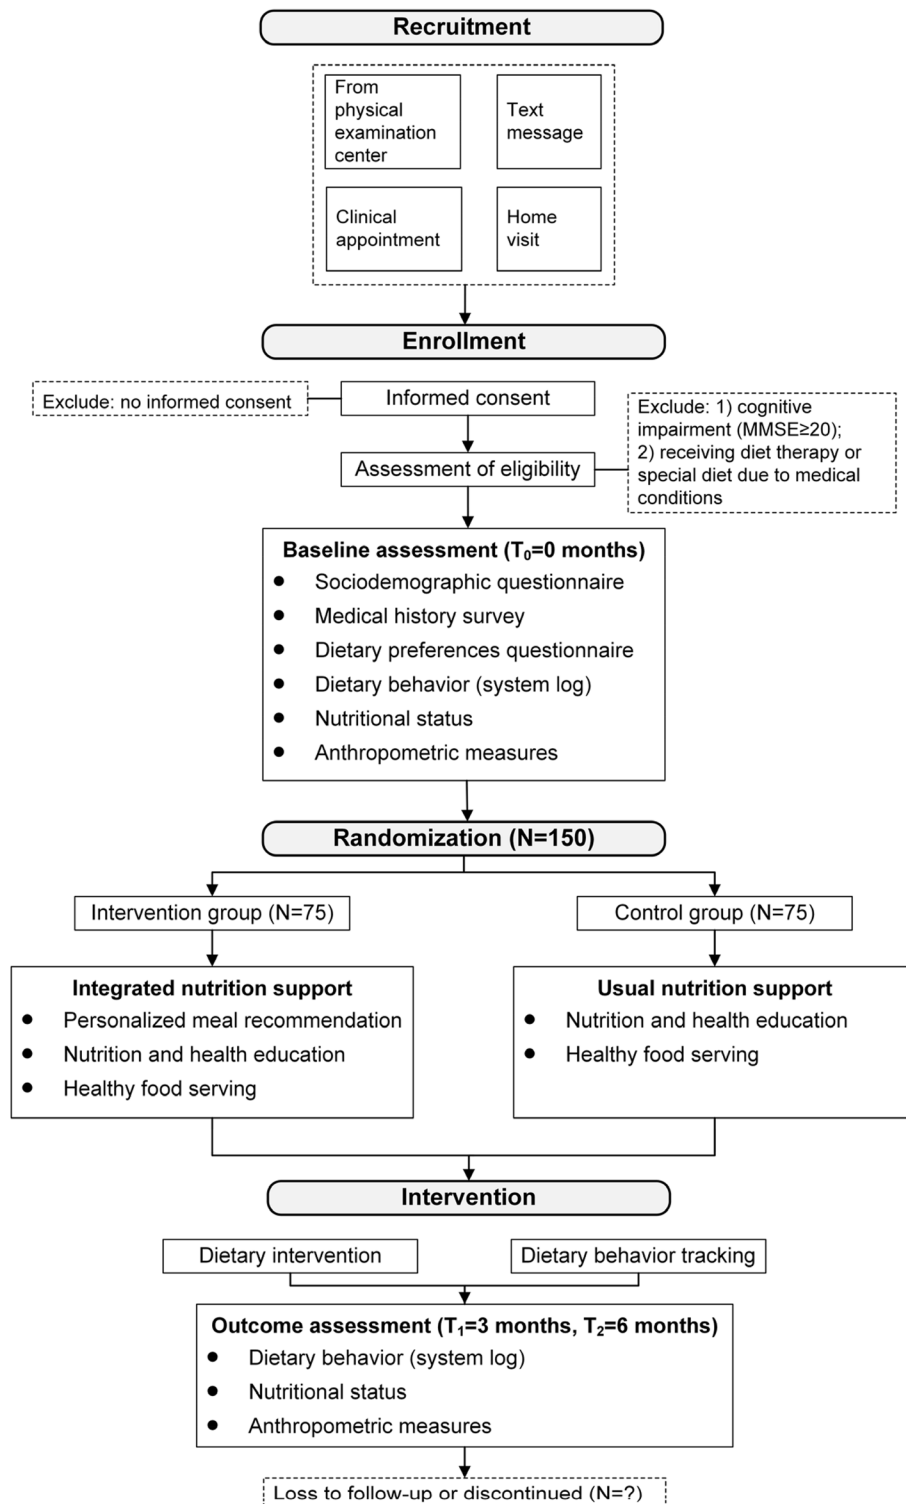 Recruitment
From
physical
examination
center
Text
message
Clinical
appointment
Home
visit
Enrollment
Exclude: no informed consent
Informed consent
Exclude: 1) cognitive
impairment (MMSE≥20);
2) receiving diet therapy or
special diet due to medical
conditions
Assessment of eligibility
Baseline assessment (T₀=0 months)
● Sociodemographic questionnaire
● Medical history survey
● Dietary preferences questionnaire
● Dietary behavior (system log)
● Nutritional status
● Anthropometric measures
Randomization (N=150)
Intervention group (N=75)
Control group (N=75)
Integrated nutrition support
● Personalized meal recommendation
● Nutrition and health education
● Healthy food serving
Usual nutrition support
● Nutrition and health education
● Healthy food serving
Intervention
Dietary intervention
Dietary behavior tracking
Outcome assessment (T₁=3 months, T₂=6 months)
● Dietary behavior (system log)
● Nutritional status
● Anthropometric measures
Loss to follow-up or discontinued (N=?)